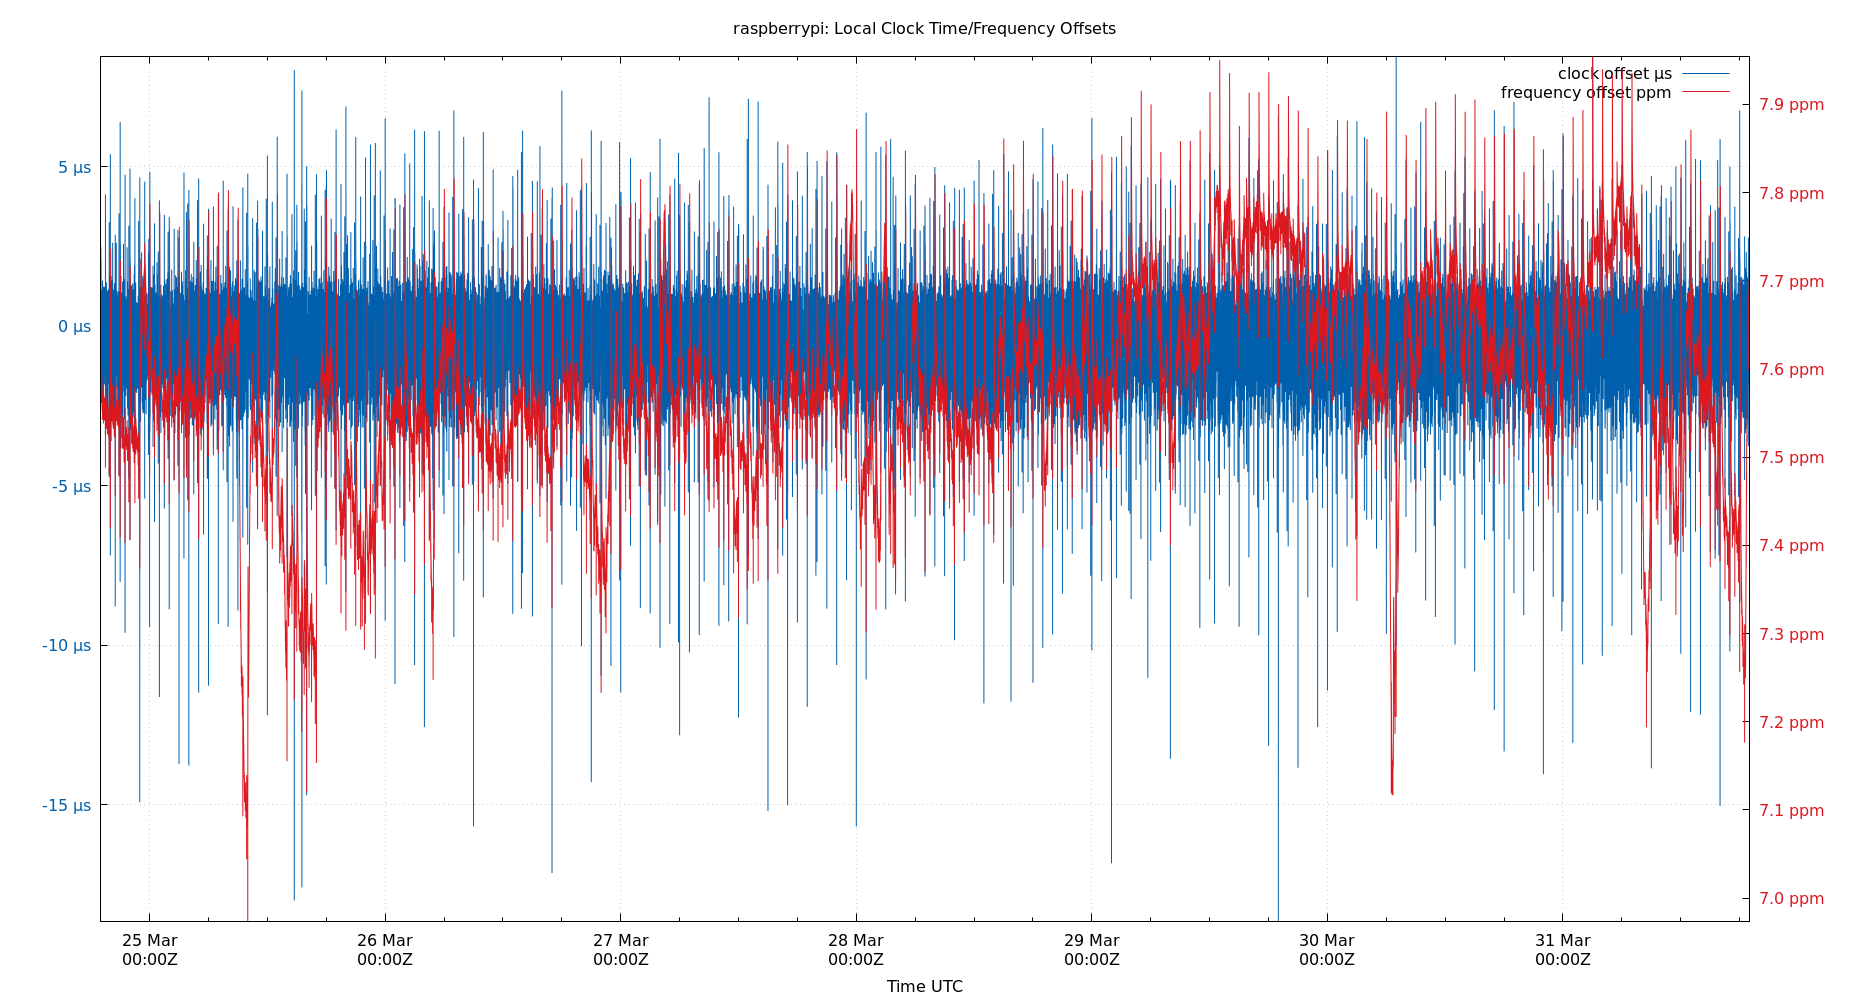 raspberrypi: Local Clock Time/Frequency Offsets
clock offset µs
frequency offset ppm
5 µs
0 µs
-5 µs
-10 µs
-15 µs
7.9 ppm
7.8 ppm
7.7 ppm
7.6 ppm
7.5 ppm
7.4 ppm
7.3 ppm
7.2 ppm
7.1 ppm
7.0 ppm
25 Mar
00:00Z
26 Mar
00:00Z
27 Mar
00:00Z
28 Mar
00:00Z
29 Mar
00:00Z
30 Mar
00:00Z
31 Mar
00:00Z
Time UTC